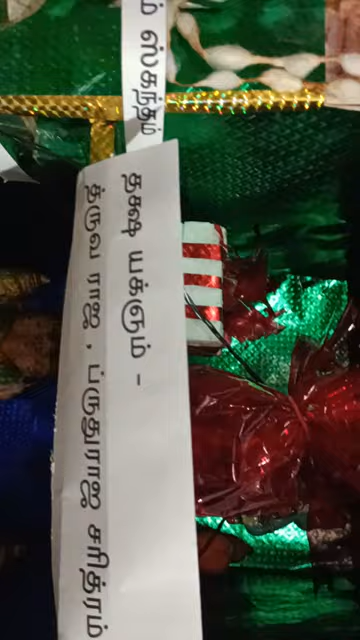 ம் ஸ்கந்தம்
தக்ஷ யக்ஞம் -
த்ருவ ராஜ , ப்ருதுராஜ சரித்ரம்